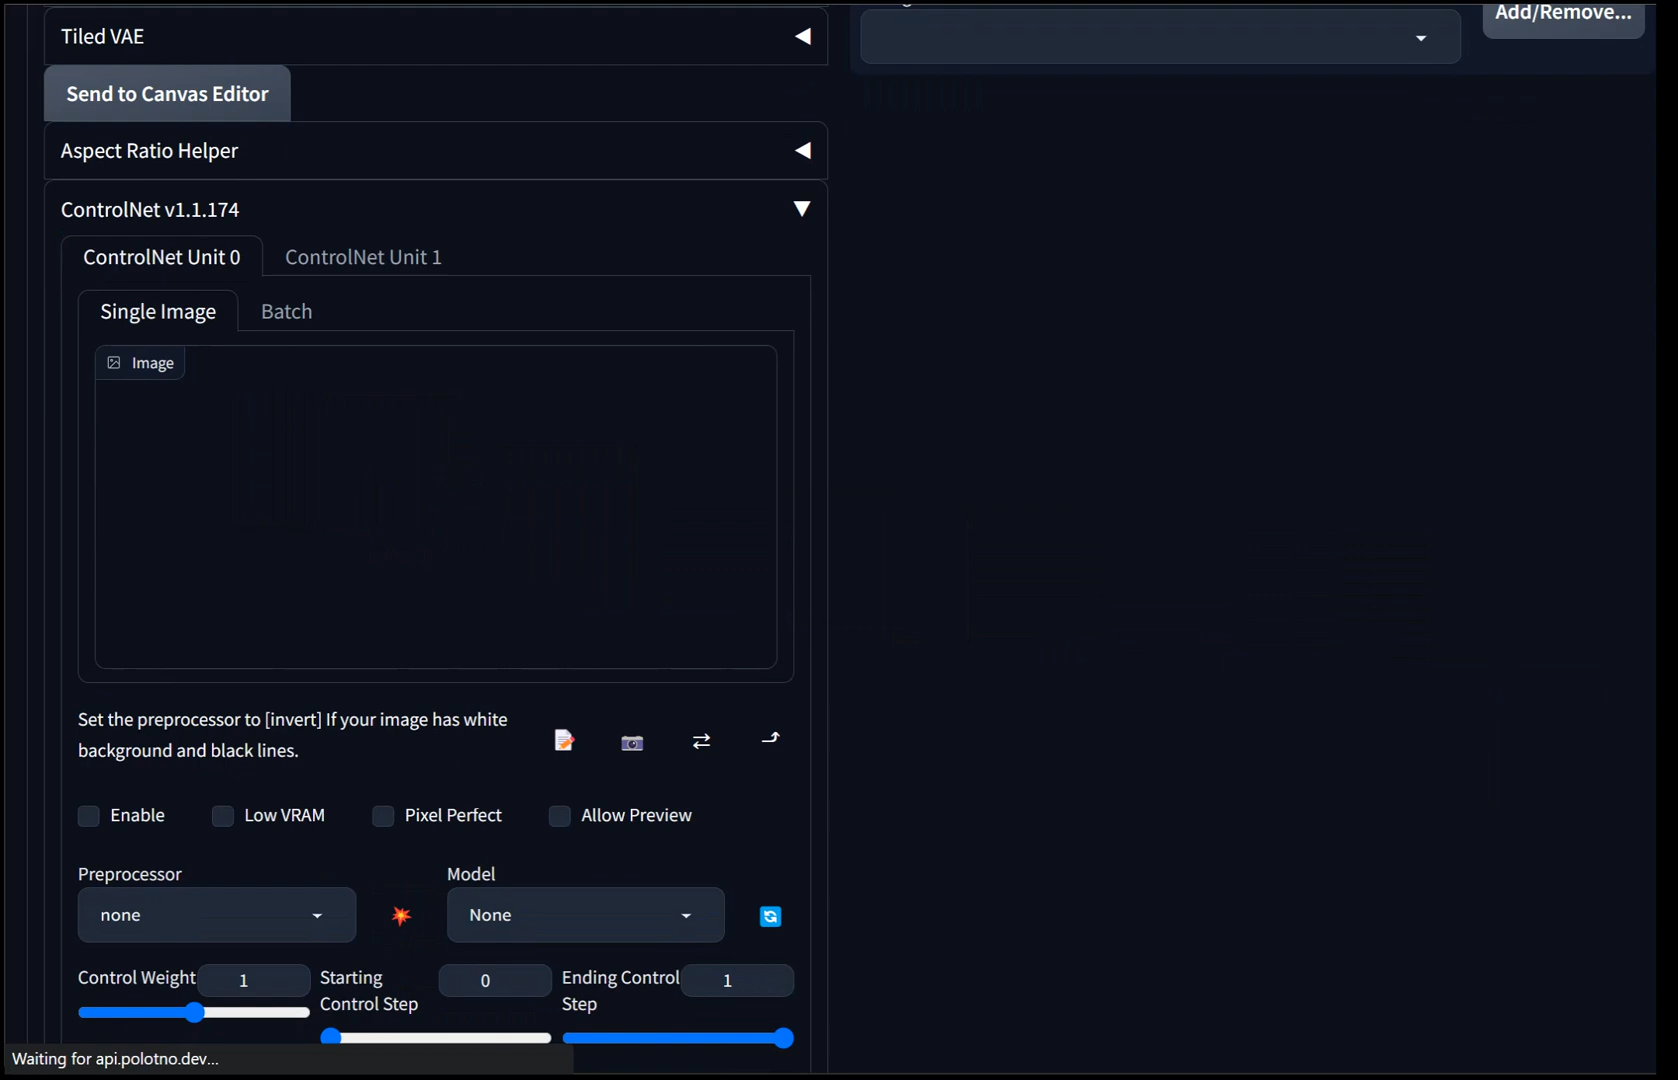 Add/Remove...
Tiled VAE
Send to Canvas Editor
Aspect Ratio Helper
ControlNet v1.1.174
ControlNet Unit 0
ControlNet Unit 1
Single Image
Batch
Image
Set the preprocessor to [invert] If your image has white
background and black lines.
Enable
Low VRAM
Pixel Perfect
Allow Preview
Preprocessor
Model
none
None
Control Weight
1
Starting
Control Step
0
Ending Control
Step
1
Waiting for api.polotno.dev...